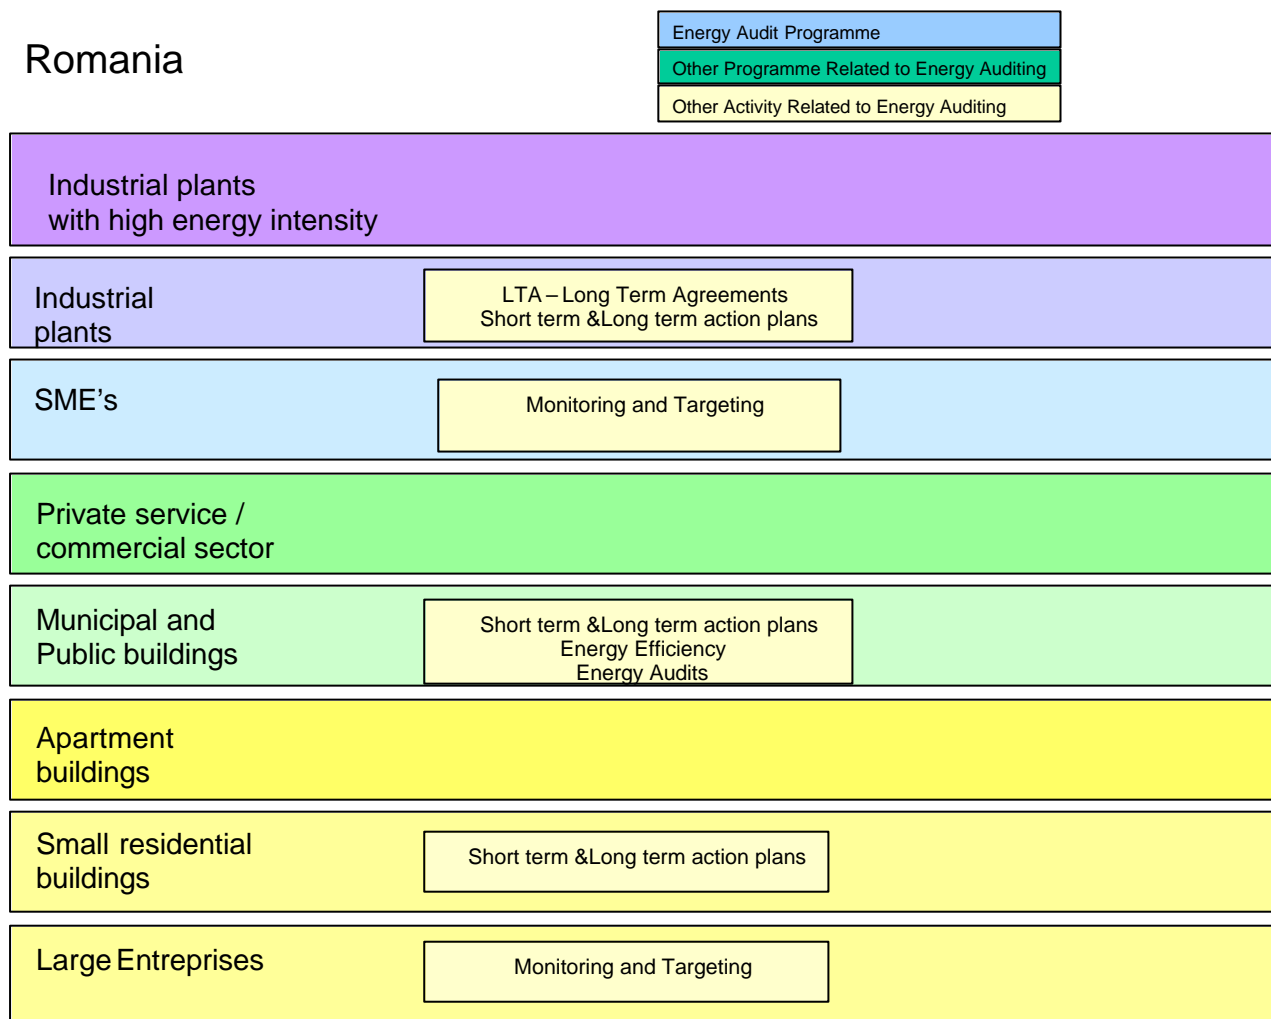 Romania
Energy Audit Programme
Other Programme Related to Energy Auditing
Other Activity Related to Energy Auditing
Industrial plants
with high energy intensity
Industrial
plants
LTA – Long Term Agreements
Short term &Long term action plans
SME's
Monitoring and Targeting
Private service /
commercial sector
Municipal and
Public buildings
Short term &Long term action plans
Energy Efficiency
Energy Audits
Apartment
buildings
Small residential
buildings
Short term &Long term action plans
Large Entreprises
Monitoring and Targeting